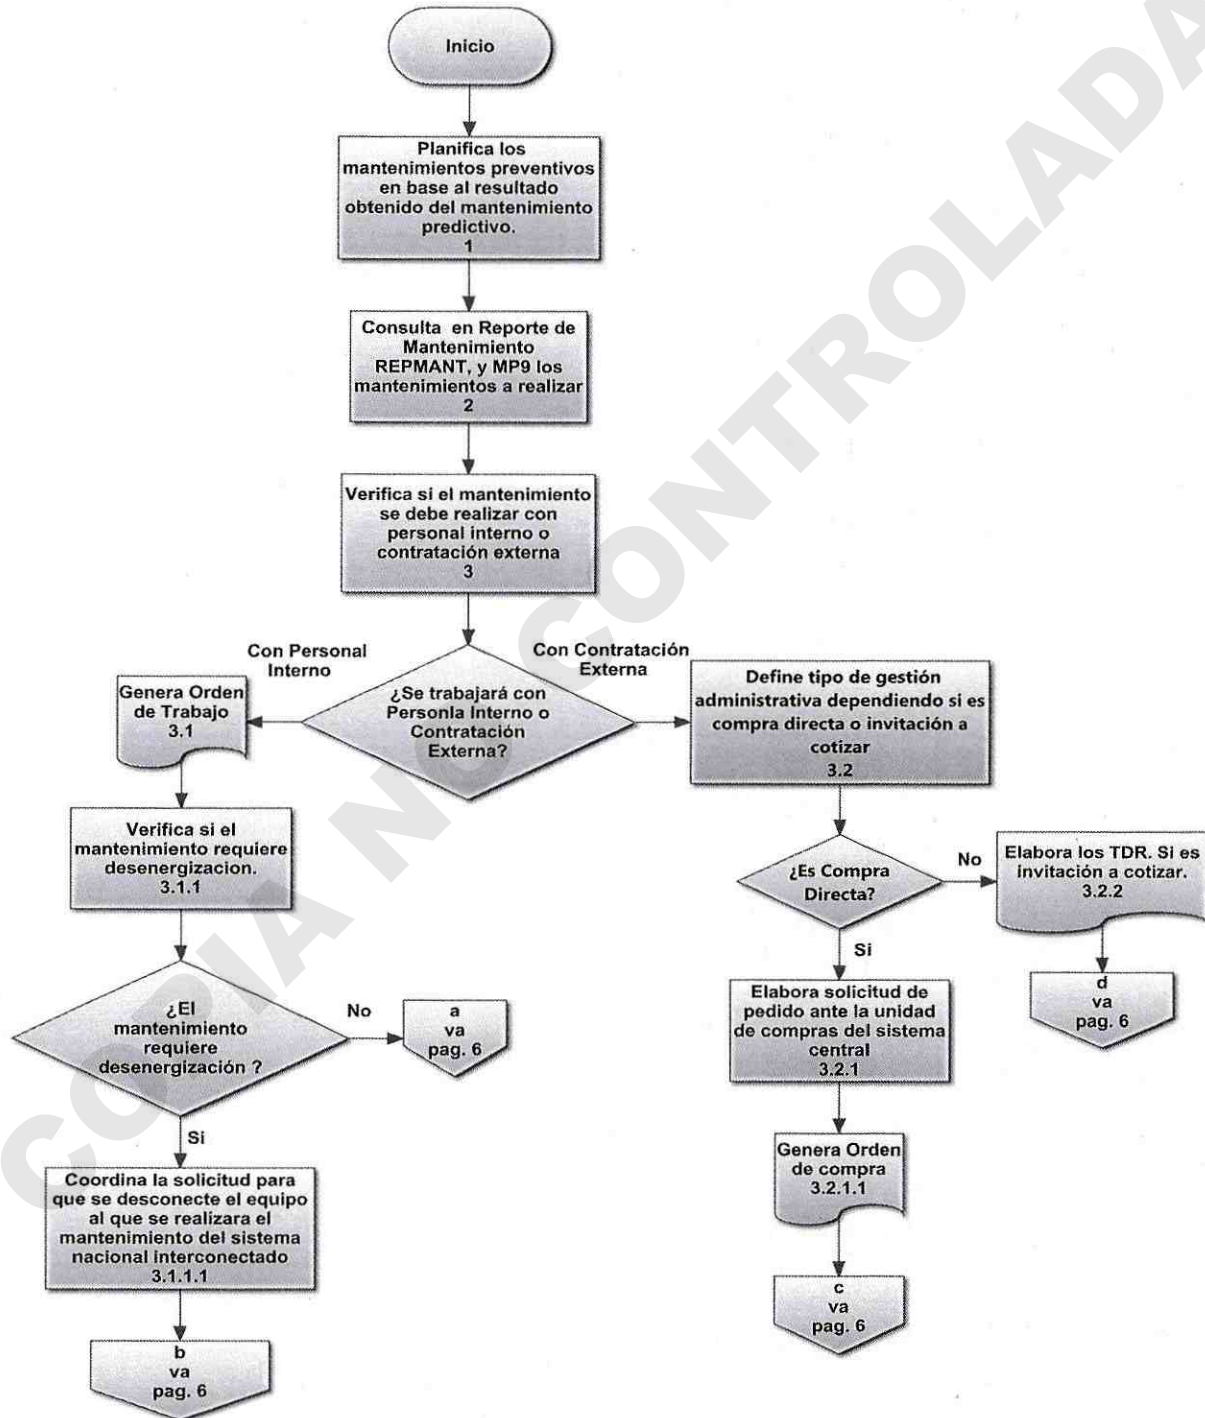 Inicio
Planifica los
mantenimientos preventivos
en base al resultado
obtenido del mantenimiento
predictivo.
1
Consulta en Reporte de
Mantenimiento
REPMANT, y MP9 los
mantenimientos a realizar
2
Verifica si el mantenimiento
se debe realizar con
personal interno o
contratación externa
3
¿Se trabajará con
Personla Interno o
Contratación
Externa?
Con Personal
Interno
Con Contratación
Externa
Genera Orden
de Trabajo
3.1
Define tipo de gestión
administrativa dependiendo si es
compra directa o invitación a
cotizar
3.2
Verifica si el
mantenimiento requiere
desenergizacion.
3.1.1
¿Es Compra
Directa?
No
Elabora los TDR. Si es
invitación a cotizar.
3.2.2
Si
d
va
pag. 6
¿El
mantenimiento
requiere
desenergización ?
No
a
va
pag. 6
Elabora solicitud de
pedido ante la unidad
de compras del sistema
central
3.2.1
Si
Coordina la solicitud para
que se desconecte el equipo
al que se realizara el
mantenimiento del sistema
nacional interconectado
3.1.1.1
Genera Orden
de compra
3.2.1.1
c
va
pag. 6
b
va
pag. 6
COPIA NO CONTROLADA